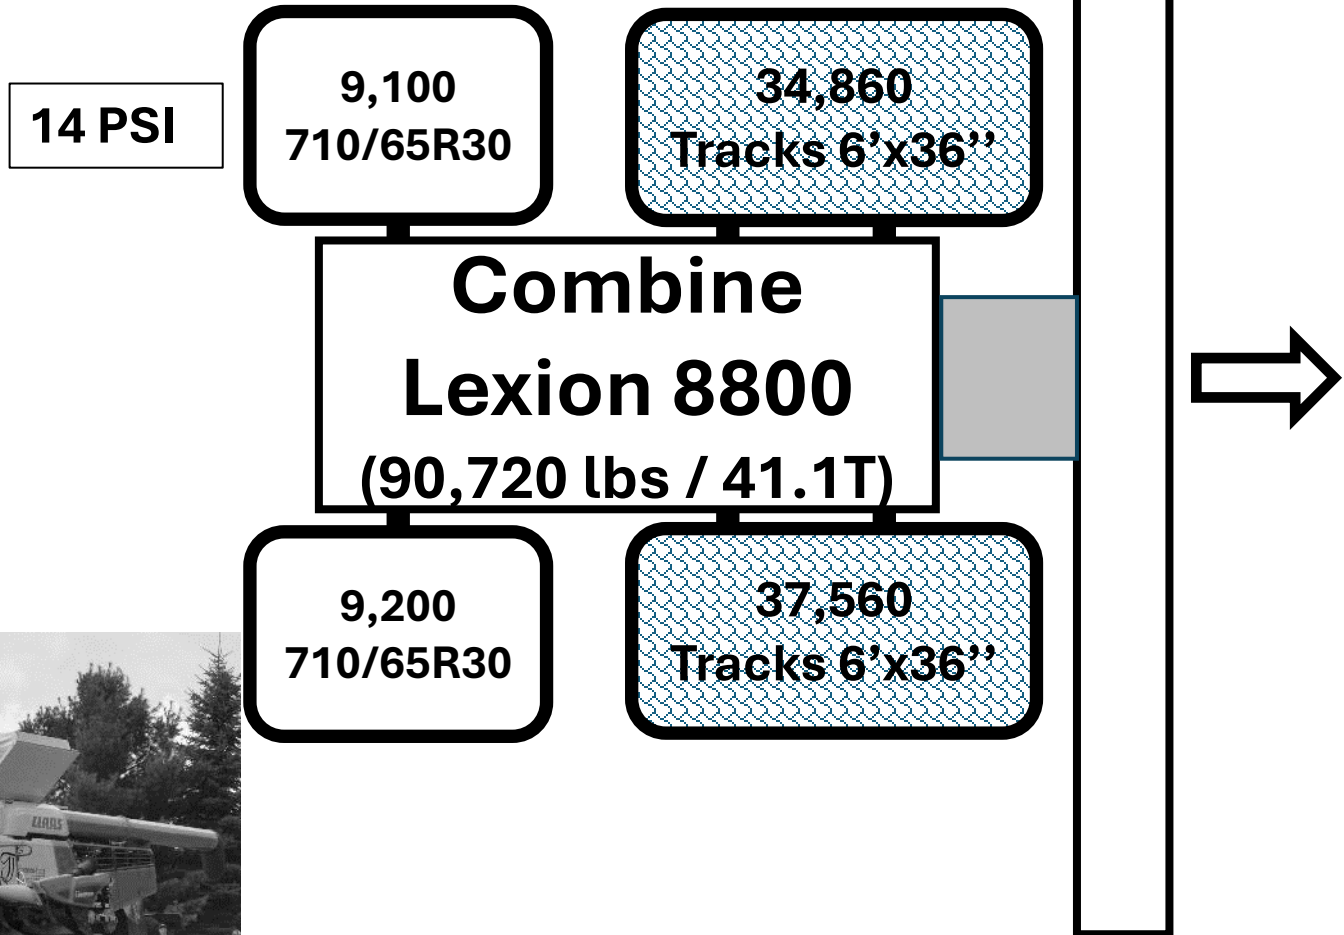 14 PSI
9,100
710/65R30
34,860
Tracks 6’x36’’
Combine
Lexion 8800
(90,720 lbs / 41.1T)
9,200
710/65R30
37,560
Tracks 6’x36’’
CLAAS